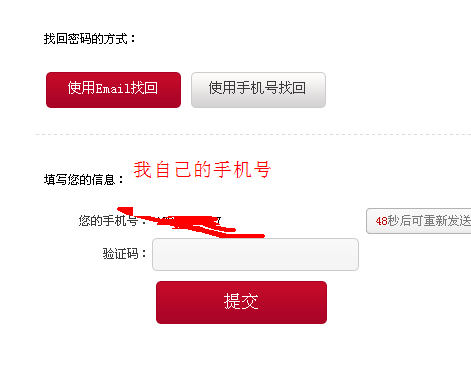 找回密码的方式：
使用Email找回 使用手机号找回
填写您的信息： 我自己的手机号
您的手机号： 48秒后可重新发送
验证码：
提交